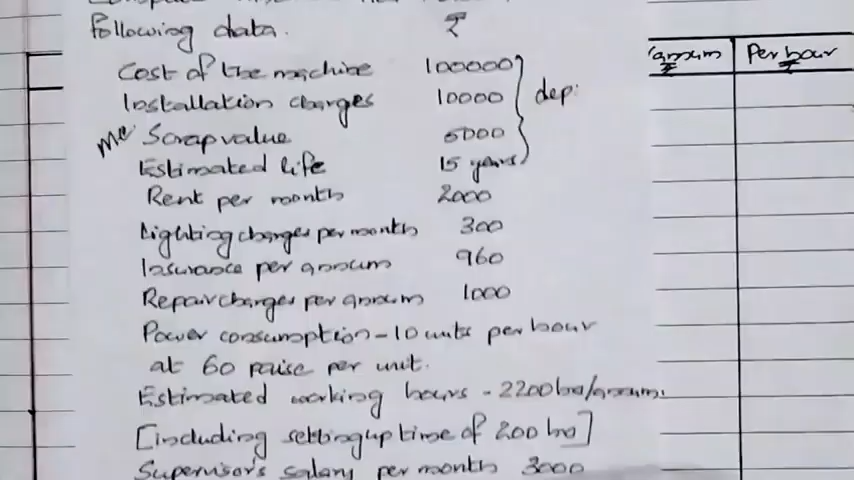 following data. ₹
Cost of the machine 100000
Installation charges 10000 dep:
Mc Scrap value 5000
Estimated life 15 years
Rent per month 2000
Lighting charges per month 300
Insurance per annum 960
Repair charges per annum 1000
Power consumption - 10 units per hour
at 60 paise per unit.
Estimated working hours - 2200 hrs/annum.
[including setting up time of 200 hrs]
Supervisor's salary per month 3000
annum ₹ Per hour ₹